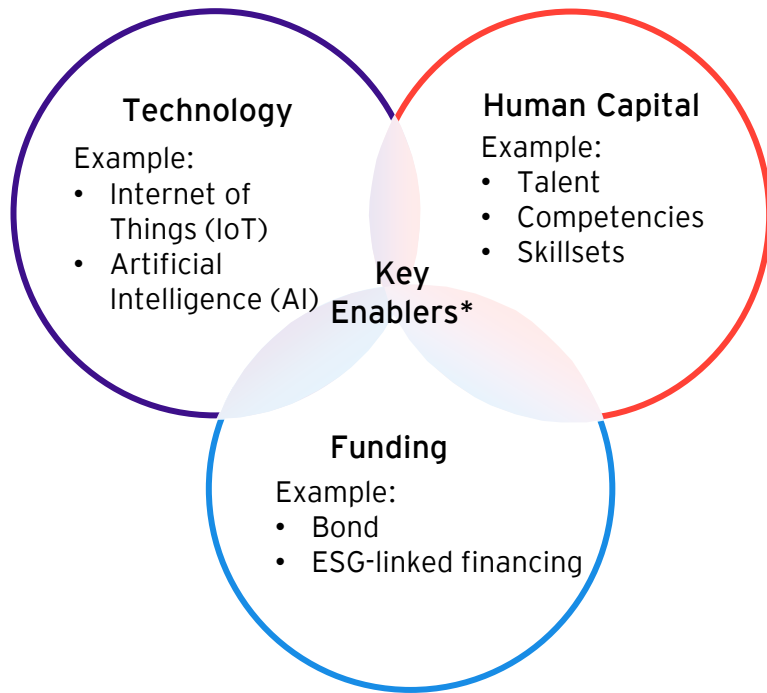 Technology
Example:
• Internet of
Things (IoT)
• Artificial
Intelligence (AI)
Human Capital
Example:
• Talent
• Competencies
• Skillsets
Key
Enablers*
Funding
Example:
• Bond
• ESG-linked financing